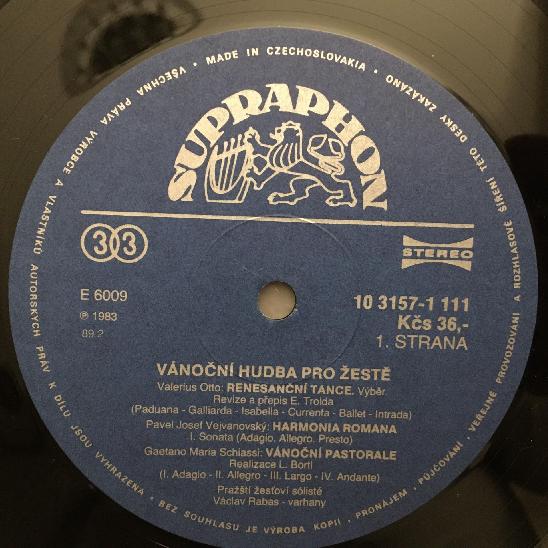 VŠECHNA PRÁVA VÝROBCE A VLASTNÍKŮ AUTORSKÝCH PRÁV K DÍLU JSOU VYHRAŽENA • BEZ SOUHLASU JE VÝROBA KOPIÍ • PRONÁJEM • PŮJČOVÁNÍ • VEŘEJNÉ PROVOZOVÁNÍ A ROZHLASOVÉ ŠÍŘENÍ TÉTO DESKY ZAKÁZÁNO • MADE IN CZECHOSLOVAKIA •
SUPRAPHON
33
STEREO
E 6009
℗ 1983
89.2
10 3157-1 111
Kčs 36,-
1. STRANA
VÁNOČNÍ HUDBA PRO ŽESTĚ
Valerius Otto: RENESANČNÍ TANCE. Výběr.
Revize a přepis E. Trolda
(Paduana - Galliarda - Isabella - Currenta - Ballet - Intrada)
Pavel Josef Vejvanovský: HARMONIA ROMANA
I. Sonata (Adagio, Allegro, Presto)
Gaetano Maria Schiassi: VÁNOČNÍ PASTORALE
Realizace L. Bortl
(I. Adagio - II. Allegro - III. Largo - IV. Andante)
Pražští žesťoví sólisté
Václav Rabas - varhany